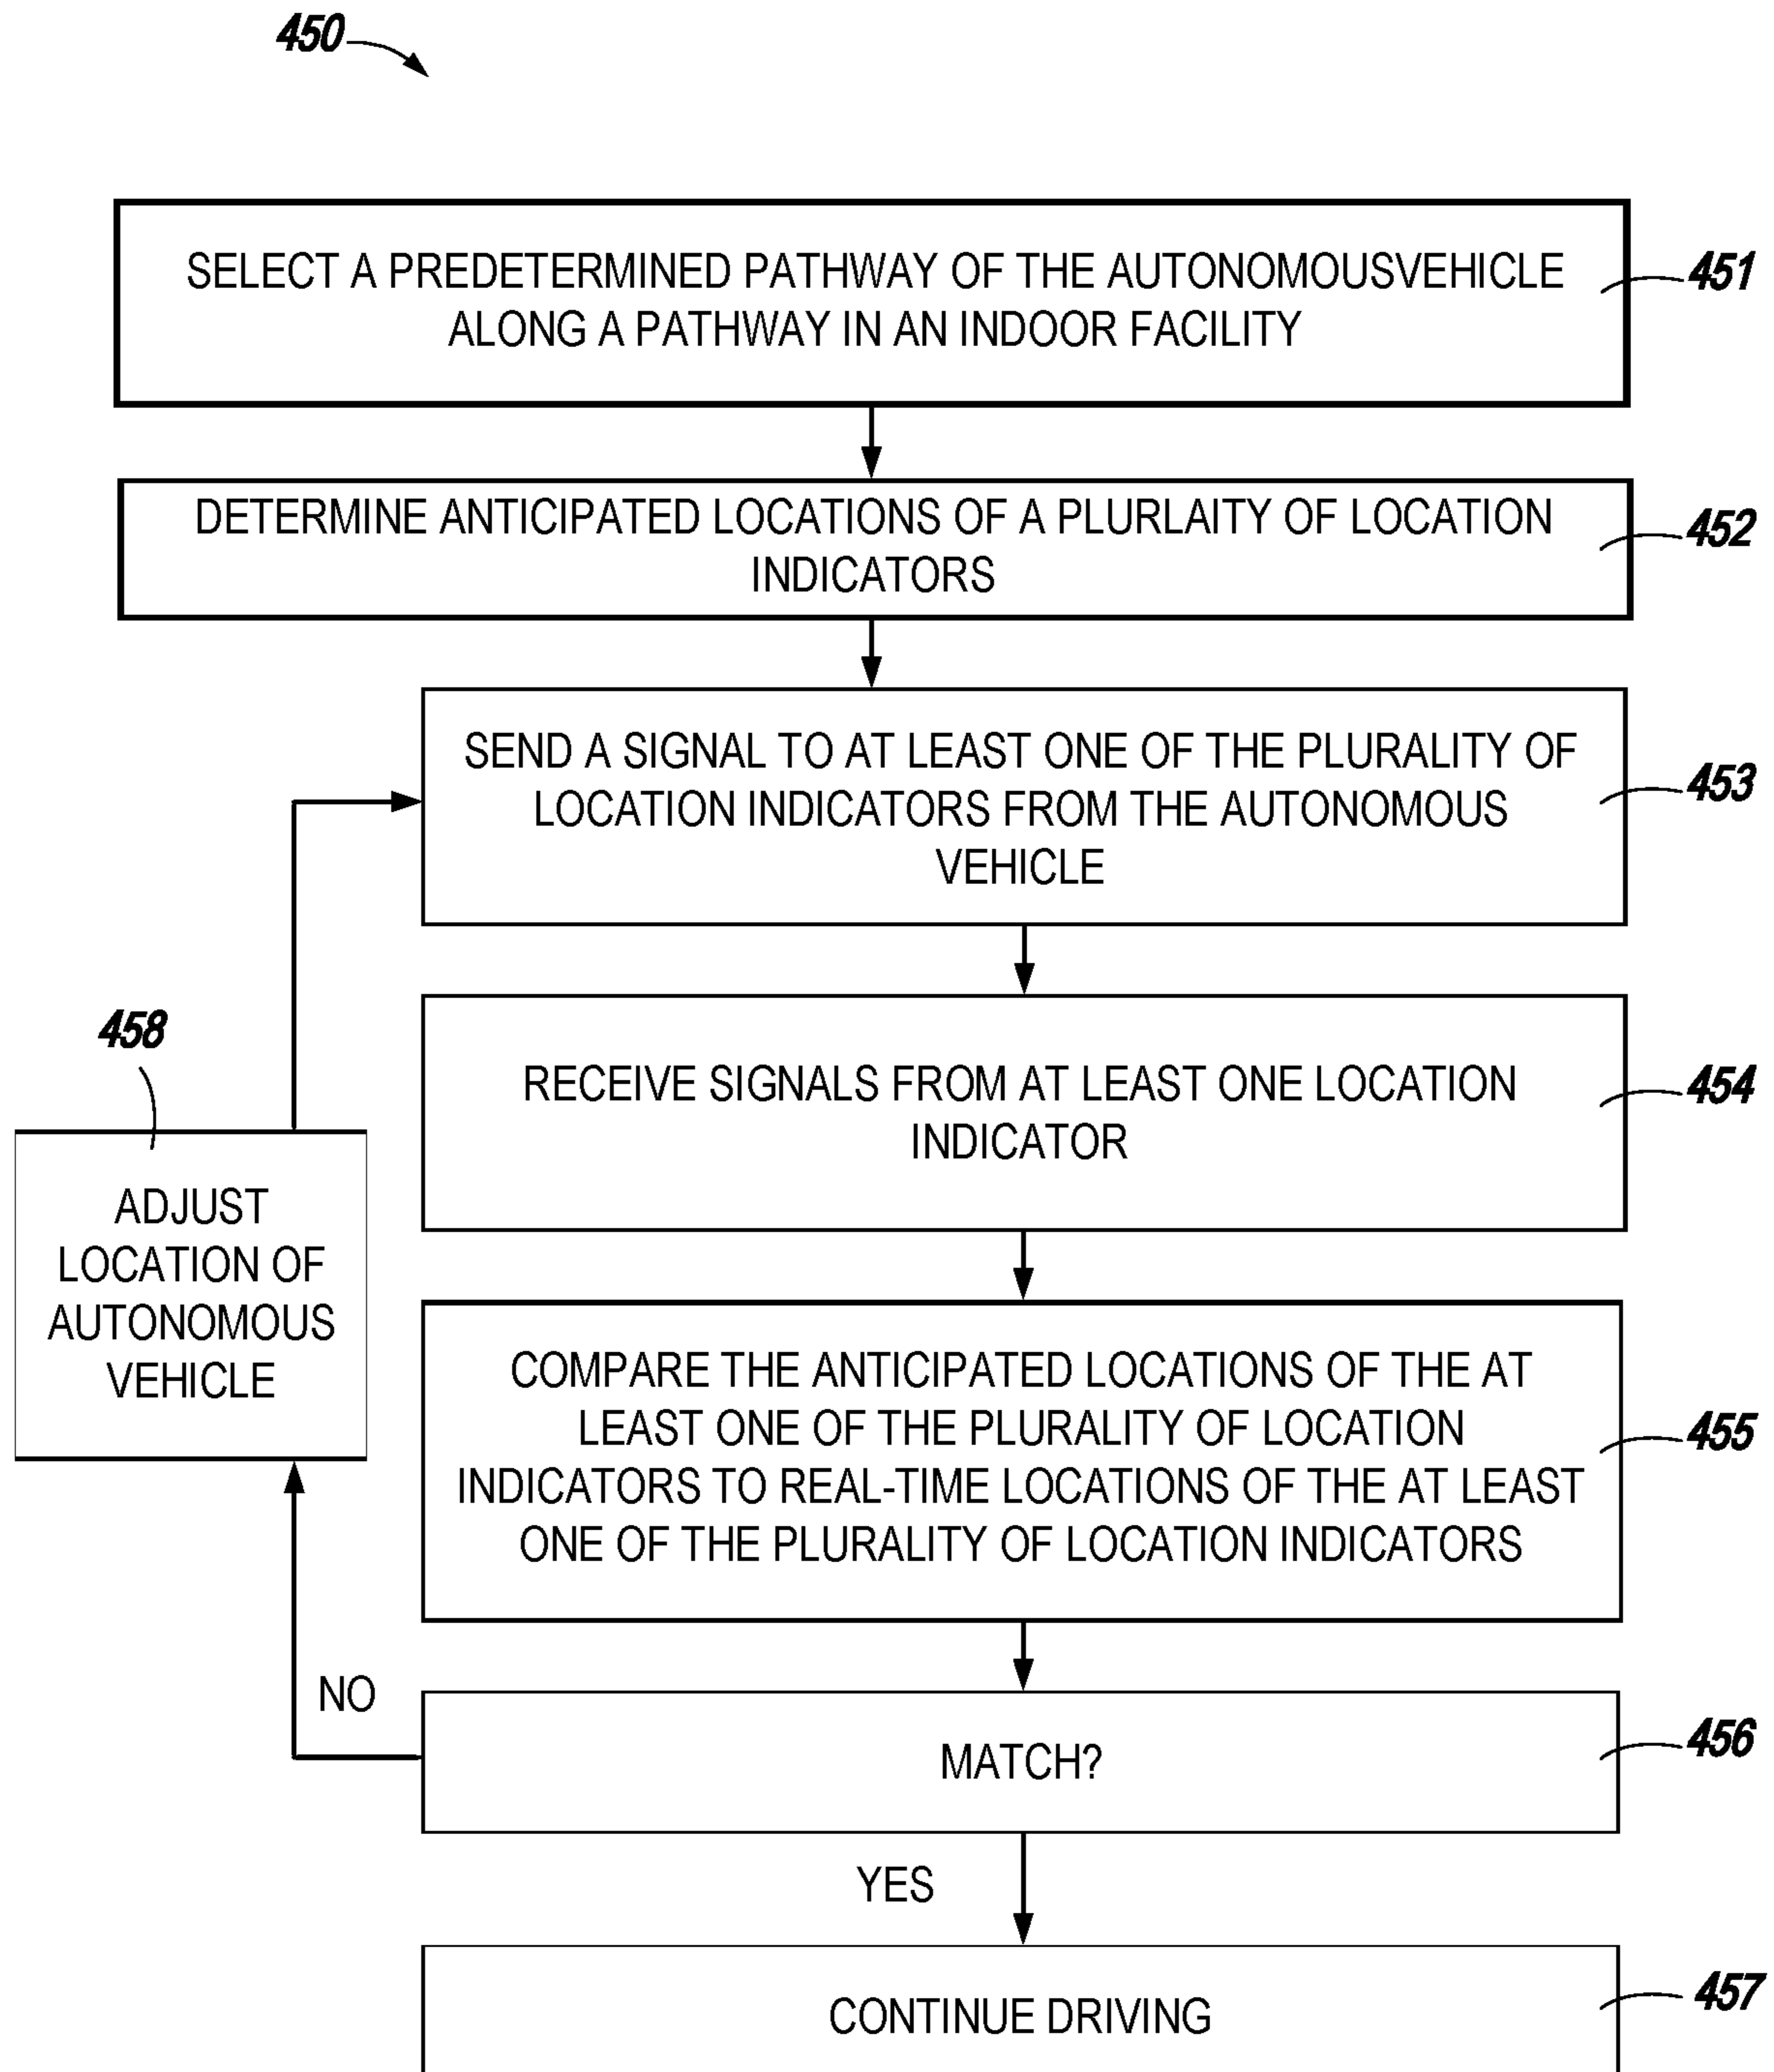 450
SELECT A PREDETERMINED PATHWAY OF THE AUTONOMOUSVEHICLE
ALONG A PATHWAY IN AN INDOOR FACILITY
451
DETERMINE ANTICIPATED LOCATIONS OF A PLURLAITY OF LOCATION
INDICATORS
452
SEND A SIGNAL TO AT LEAST ONE OF THE PLURALITY OF
LOCATION INDICATORS FROM THE AUTONOMOUS
VEHICLE
453
RECEIVE SIGNALS FROM AT LEAST ONE LOCATION
INDICATOR
454
458
ADJUST
LOCATION OF
AUTONOMOUS
VEHICLE
COMPARE THE ANTICIPATED LOCATIONS OF THE AT
LEAST ONE OF THE PLURALITY OF LOCATION
INDICATORS TO REAL-TIME LOCATIONS OF THE AT LEAST
ONE OF THE PLURALITY OF LOCATION INDICATORS
455
NO
MATCH?
456
YES
CONTINUE DRIVING
457